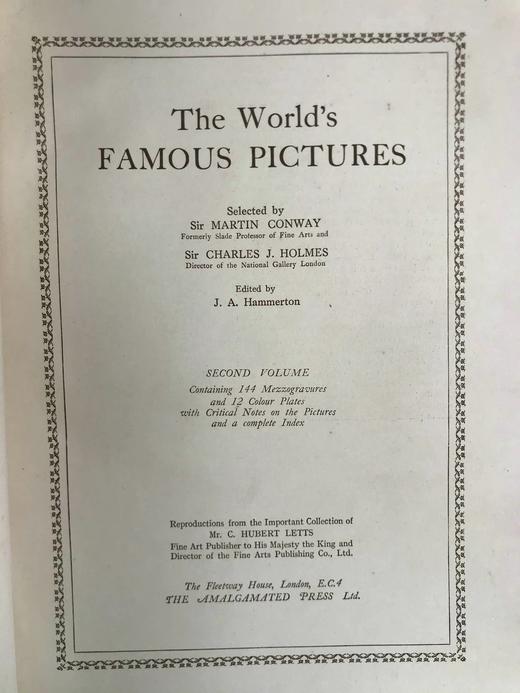 The World's
FAMOUS PICTURES
Selected by
Sir MARTIN CONWAY
Formerly Slade Professor of Fine Arts and
Sir CHARLES J. HOLMES
Director of the National Gallery London
Edited by
J. A. Hammerton
SECOND VOLUME
Containing 144 Mezzogravures
and 12 Colour Plates
with Critical Notes on the Pictures
and a complete Index
Reproductions from the Important Collection of
Mr. C. HUBERT LETTS
Fine Art Publisher to His Majesty the King and
Director of the Fine Arts Publishing Co., Ltd.
The Fleetway House, London, E.C.4
THE AMALGAMATED PRESS Ltd.